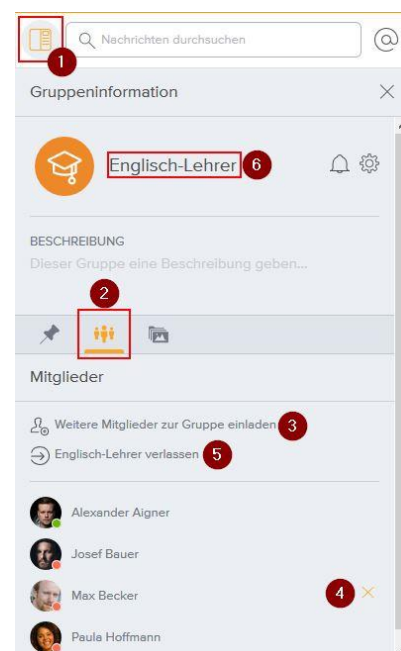 Nachrichten durchsuchen
1
Gruppeninformation
Englisch-Lehrer 6
BESCHREIBUNG
Dieser Gruppe eine Beschreibung geben...
2
Mitglieder
Weitere Mitglieder zur Gruppe einladen 3
Englisch-Lehrer verlassen 5
Alexander Aigner
Josef Bauer
Max Becker 4
Paula Hoffmann